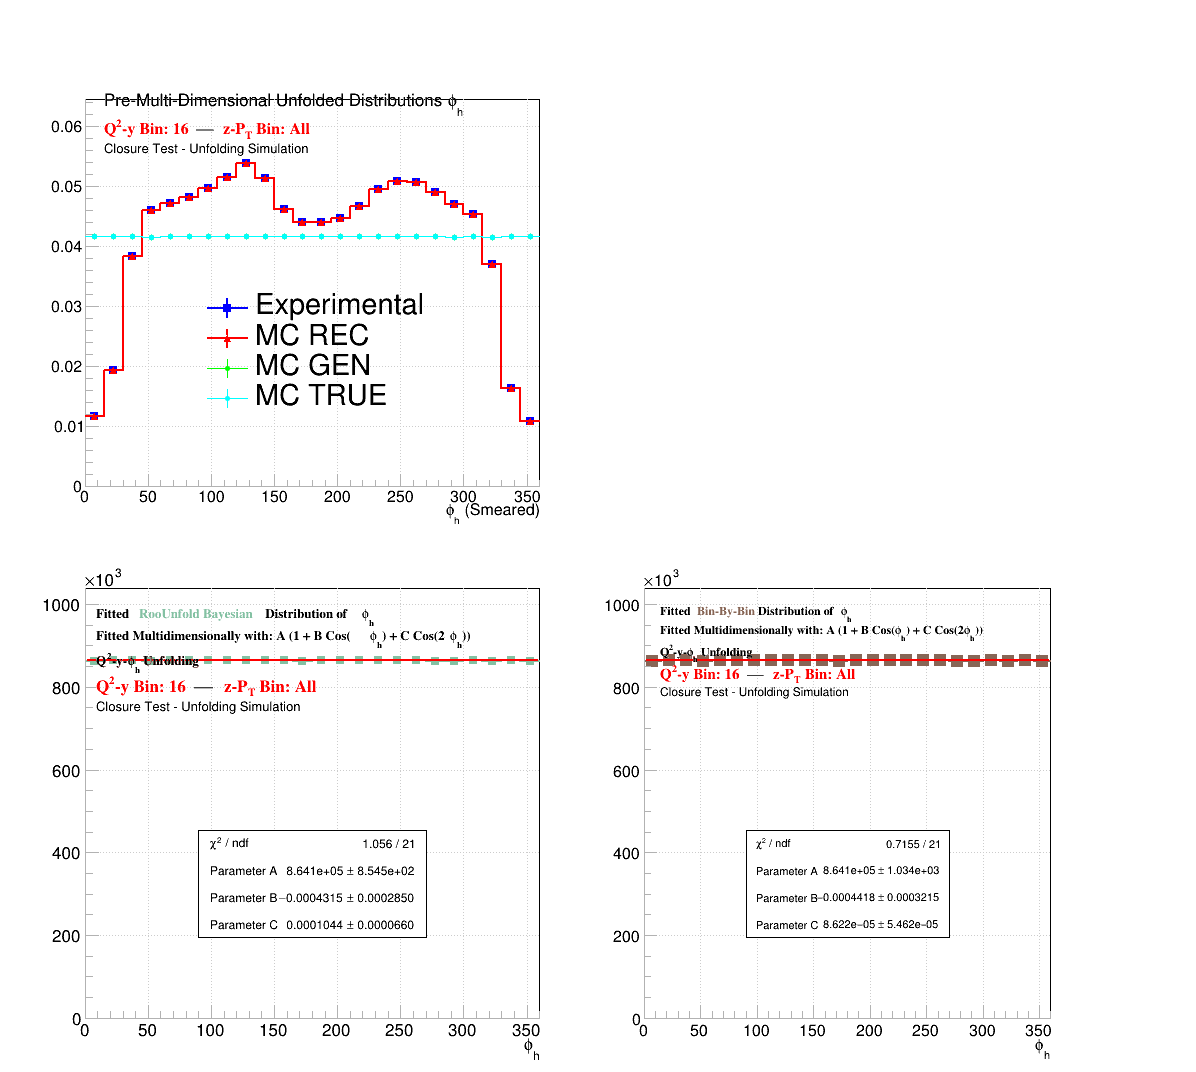 Pre-Multi-Dimensional Unfolded Distributions ϕh
Q2-y Bin: 16 — z-PT Bin: All
Closure Test - Unfolding Simulation
0.06
0.05
0.04
0.03
0.02
0.01
0
Experimental
MC REC
MC GEN
MC TRUE
0 50 100 150 200 250 300 350
ϕh (Smeared)
×10^3
1000
800
600
400
200
0
Fitted RooUnfold Bayesian Distribution of ϕh
Fitted Multidimensionally with: A (1 + B Cos( ϕh) + C Cos(2 ϕh))
Q2-y-ϕh Unfolding
Q2-y Bin: 16 — z-PT Bin: All
Closure Test - Unfolding Simulation
χ2 / ndf 1.056 / 21
Parameter A 8.641e+05 ± 8.545e+02
Parameter B −0.0004315 ± 0.0002850
Parameter C 0.0001044 ± 0.0000660
0 50 100 150 200 250 300 350
ϕh
×10^3
1000
800
600
400
200
0
Fitted Bin-By-Bin Distribution of ϕh
Fitted Multidimensionally with: A (1 + B Cos(ϕh) + C Cos(2ϕh))
Q2-y-ϕh Unfolding
Q2-y Bin: 16 — z-PT Bin: All
Closure Test - Unfolding Simulation
χ2 / ndf 0.7155 / 21
Parameter A 8.641e+05 ± 1.034e+03
Parameter B −0.0004418 ± 0.0003215
Parameter C 8.622e−05 ± 5.462e−05
0 50 100 150 200 250 300 350
ϕh